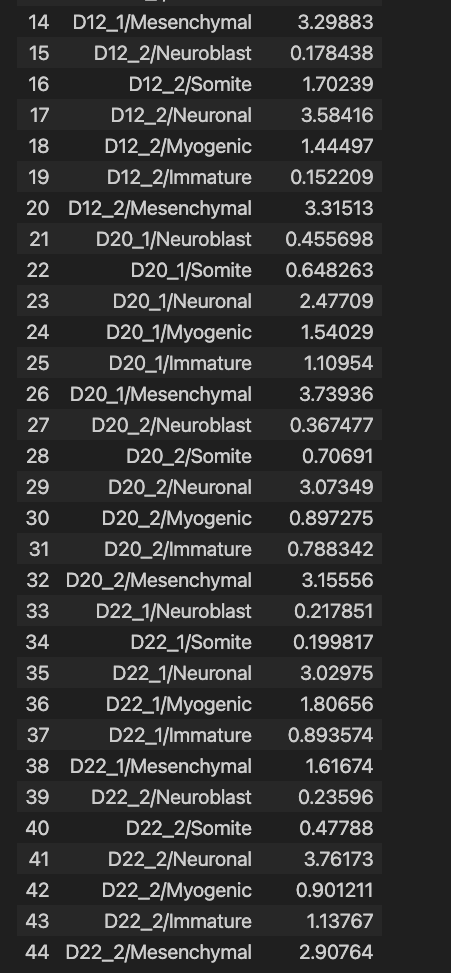 14 D12_1/Mesenchymal 3.29883
15 D12_2/Neuroblast 0.178438
16 D12_2/Somite 1.70239
17 D12_2/Neuronal 3.58416
18 D12_2/Myogenic 1.44497
19 D12_2/Immature 0.152209
20 D12_2/Mesenchymal 3.31513
21 D20_1/Neuroblast 0.455698
22 D20_1/Somite 0.648263
23 D20_1/Neuronal 2.47709
24 D20_1/Myogenic 1.54029
25 D20_1/Immature 1.10954
26 D20_1/Mesenchymal 3.73936
27 D20_2/Neuroblast 0.367477
28 D20_2/Somite 0.70691
29 D20_2/Neuronal 3.07349
30 D20_2/Myogenic 0.897275
31 D20_2/Immature 0.788342
32 D20_2/Mesenchymal 3.15556
33 D22_1/Neuroblast 0.217851
34 D22_1/Somite 0.199817
35 D22_1/Neuronal 3.02975
36 D22_1/Myogenic 1.80656
37 D22_1/Immature 0.893574
38 D22_1/Mesenchymal 1.61674
39 D22_2/Neuroblast 0.23596
40 D22_2/Somite 0.47788
41 D22_2/Neuronal 3.76173
42 D22_2/Myogenic 0.901211
43 D22_2/Immature 1.13767
44 D22_2/Mesenchymal 2.90764